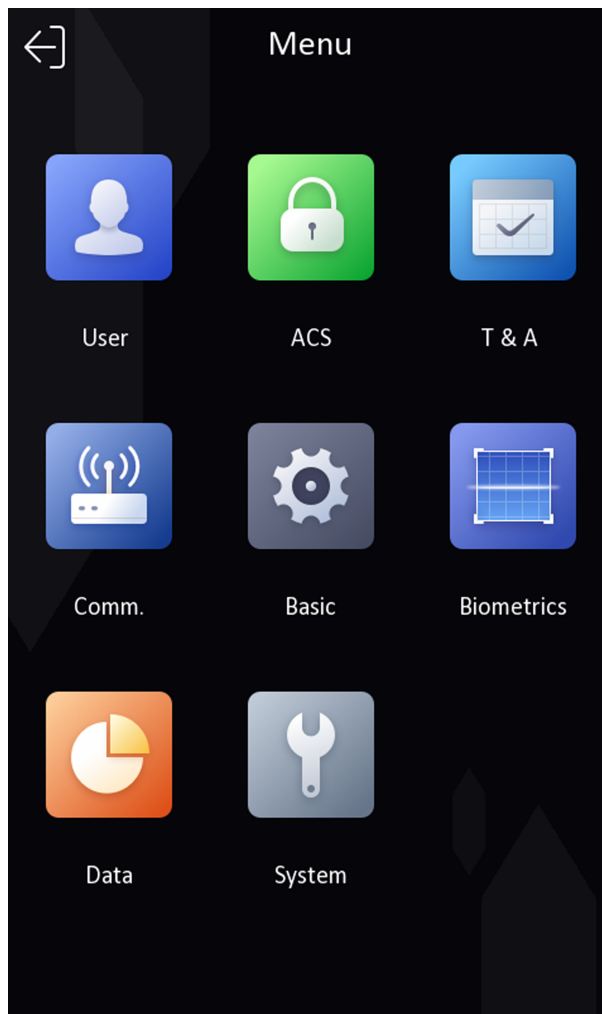 Menu
User
ACS
T & A
Comm.
Basic
Biometrics
Data
System